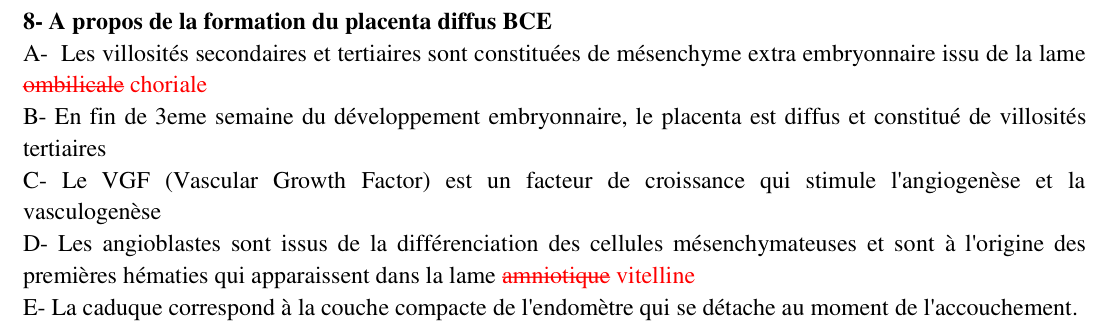 8- A propos de la formation du placenta diffus BCE
A- Les villosités secondaires et tertiaires sont constituées de mésenchyme extra embryonnaire issu de la lame
ombilicale choriale
B- En fin de 3eme semaine du développement embryonnaire, le placenta est diffus et constitué de villosités
tertiaires
C- Le VGF (Vascular Growth Factor) est un facteur de croissance qui stimule l'angiogenèse et la
vasculogenèse
D- Les angioblastes sont issus de la différenciation des cellules mésenchymateuses et sont à l'origine des
premières hématies qui apparaissent dans la lame amniotique vitelline
E- La caduque correspond à la couche compacte de l'endomètre qui se détache au moment de l'accouchement.